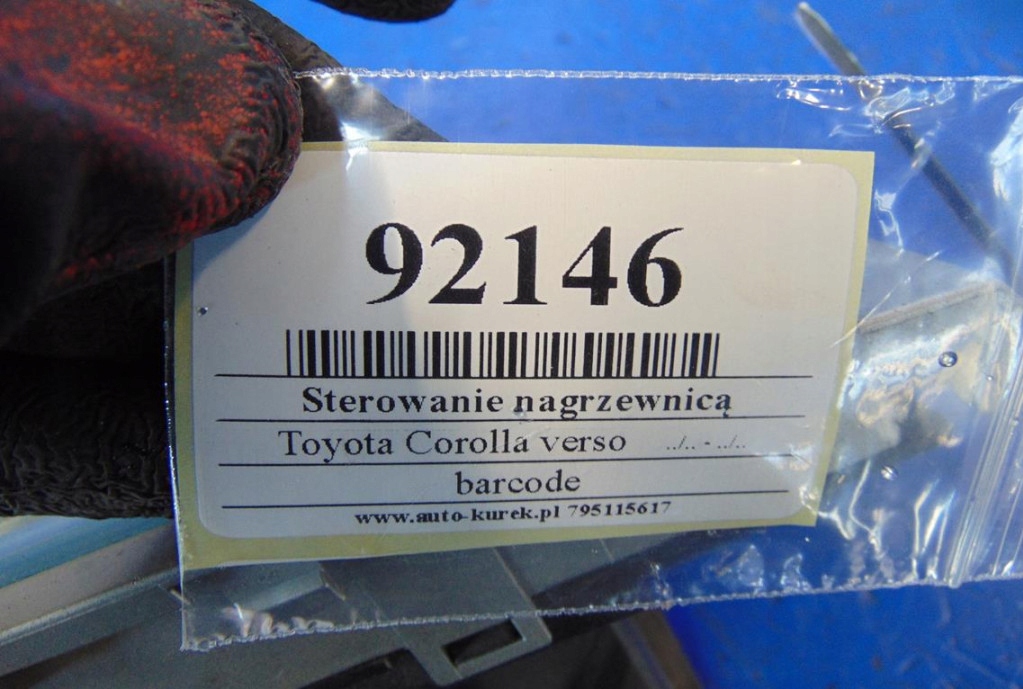 92146
Sterowanie nagrzewnicą
Toyota Corolla verso ../.. - ../..
barcode
www.auto-kurek.pl 795115617